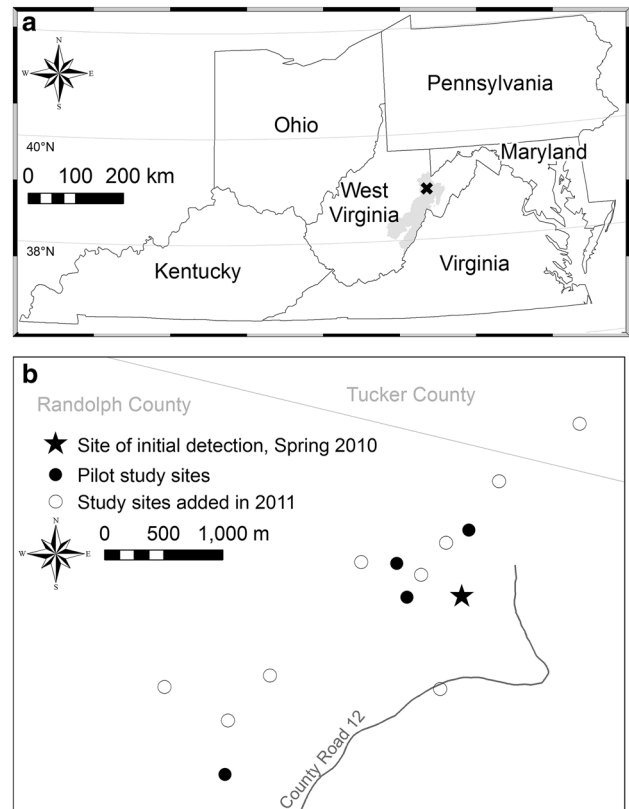 a
N
W E
S
Pennsylvania
Ohio
40°N
Maryland
0 100 200 km
West
Virginia
38°N
Virginia
Kentucky
b
Tucker County
Randolph County
Site of initial detection, Spring 2010
Pilot study sites
Study sites added in 2011
N
W E
S
0 500 1,000 m
County Road 12